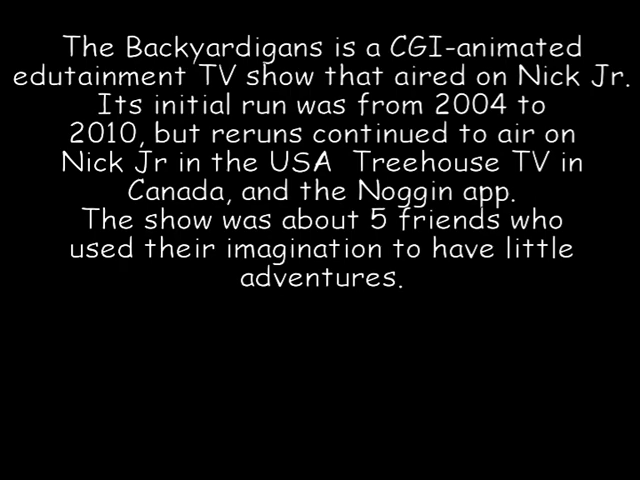 The Backyardigans is a CGI-animated
edutainment TV show that aired on Nick Jr.
Its initial run was from 2004 to
2010, but reruns continued to air on
Nick Jr in the USA  Treehouse TV in
Canada, and the Noggin app.
The show was about 5 friends who
used their imagination to have little
adventures.